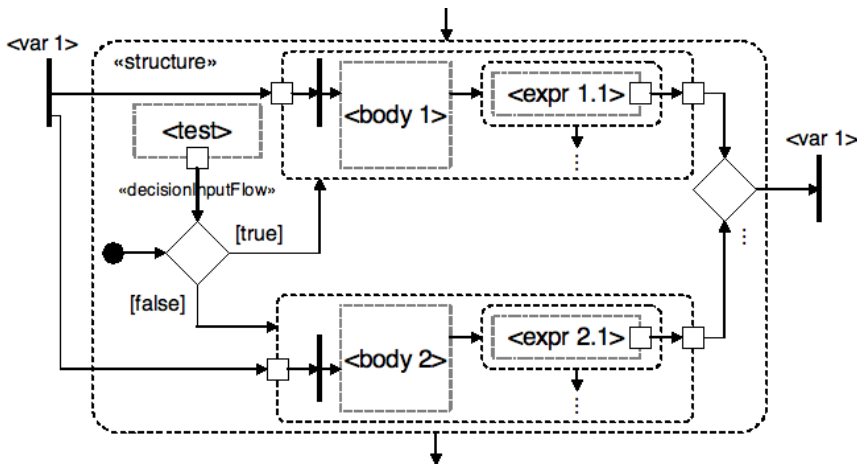 <var 1>
«structure»
<test>
<body 1>
<expr 1.1>
⋮
<var 1>
«decisionInputFlow»
[true]
⋮
[false]
<body 2>
<expr 2.1>
⋮